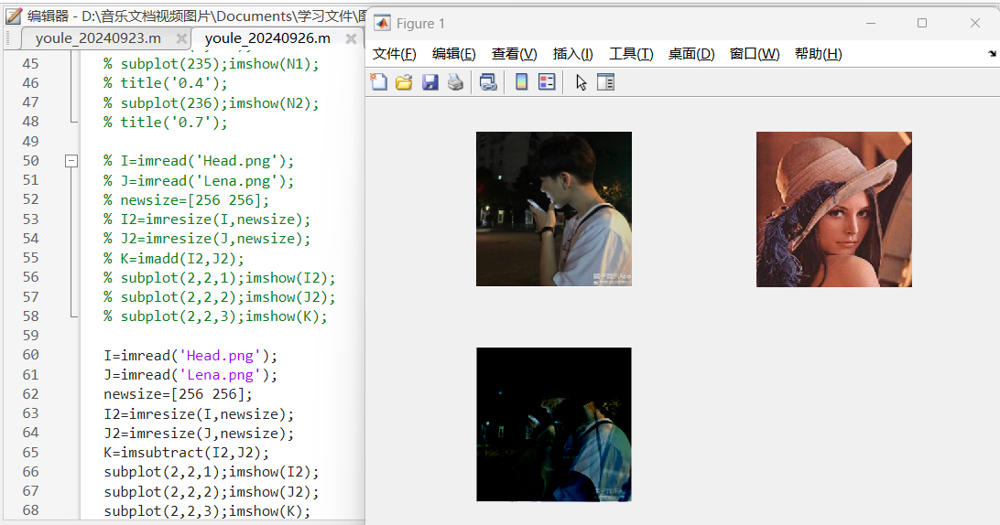 编辑器 - D:\音乐文档视频图片\Documents\学习文件\
youle_20240923.m
youle_20240926.m
45 % subplot(235);imshow(N1);
46 % title('0.4');
47 % subplot(236);imshow(N2);
48 % title('0.7');
49
50 % I=imread('Head.png');
51 % J=imread('Lena.png');
52 % newsize=[256 256];
53 % I2=imresize(I,newsize);
54 % J2=imresize(J,newsize);
55 % K=imadd(I2,J2);
56 % subplot(2,2,1);imshow(I2);
57 % subplot(2,2,2);imshow(J2);
58 % subplot(2,2,3);imshow(K);
59
60 I=imread('Head.png');
61 J=imread('Lena.png');
62 newsize=[256 256];
63 I2=imresize(I,newsize);
64 J2=imresize(J,newsize);
65 K=imsubtract(I2,J2);
66 subplot(2,2,1);imshow(I2);
67 subplot(2,2,2);imshow(J2);
68 subplot(2,2,3);imshow(K);
Figure 1
文件(F) 编辑(E) 查看(V) 插入(I) 工具(T) 桌面(D) 窗口(W) 帮助(H)